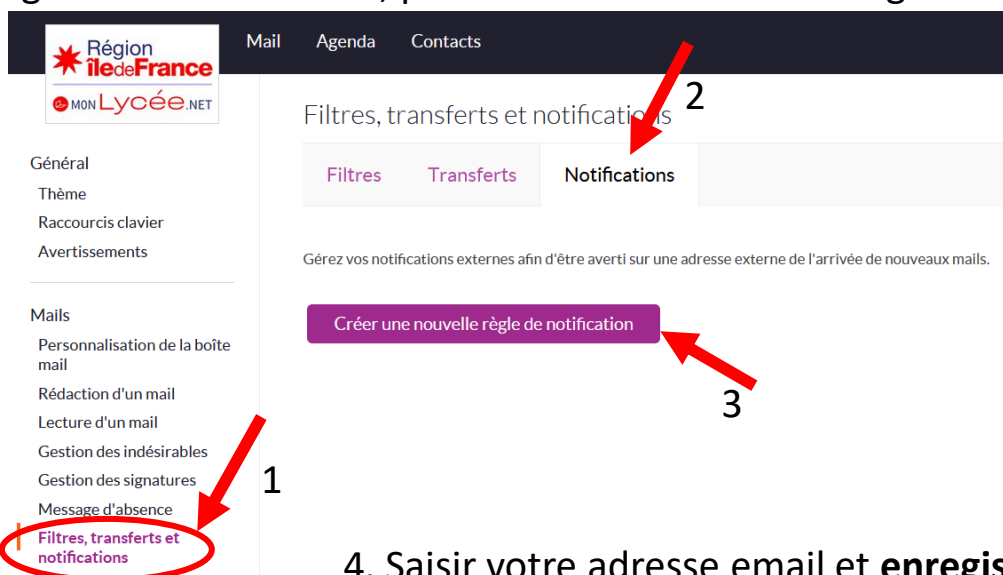 Région
îledeFrance
MON LYCÉE.NET
Mail Agenda Contacts
2
Filtres, transferts et notifications
Filtres Transferts Notifications
Gérez vos notifications externes afin d'être averti sur une adresse externe de l'arrivée de nouveaux mails.
Créer une nouvelle règle de notification
3
Général
Thème
Raccourcis clavier
Avertissements
Mails
Personnalisation de la boîte
mail
Rédaction d'un mail
Lecture d'un mail
Gestion des indésirables
Gestion des signatures
Message d'absence
Filtres, transferts et
notifications
1
4. Saisir votre adresse email et